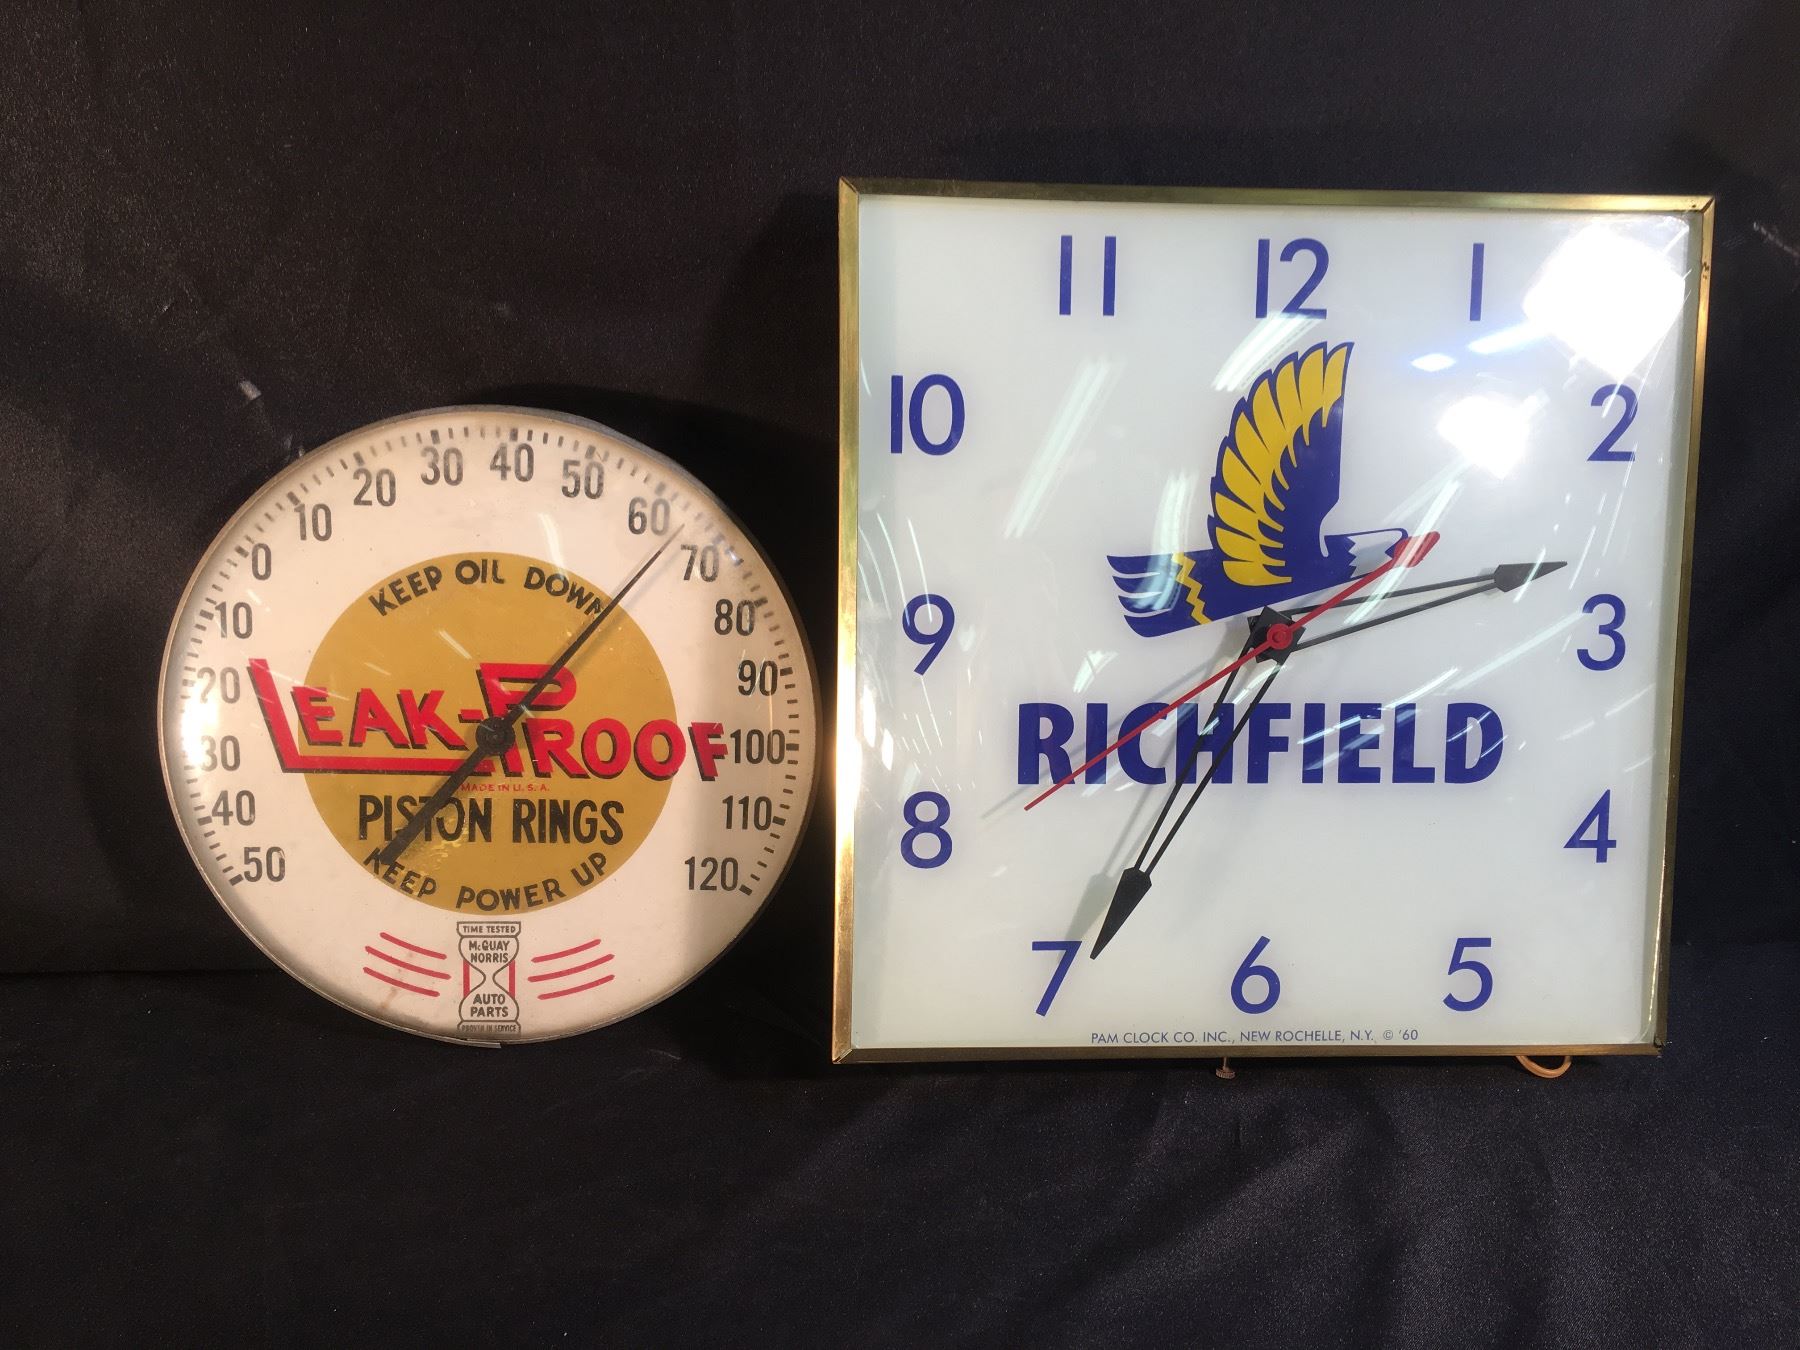 50
40
30
20
10
0
10
20
30
40
50
60
70
80
90
100
110
120
KEEP OIL DOWN
LEAK-PROOF
MADE IN U.S.A.
PISTON RINGS
KEEP POWER UP
TIME TESTED
McQUAY
NORRIS
AUTO
PARTS
PROVEN IN SERVICE
11 12 1
10 2
9 3
RICHFIELD
8 4
7 6 5
PAM CLOCK CO. INC., NEW ROCHELLE, N.Y. © '60